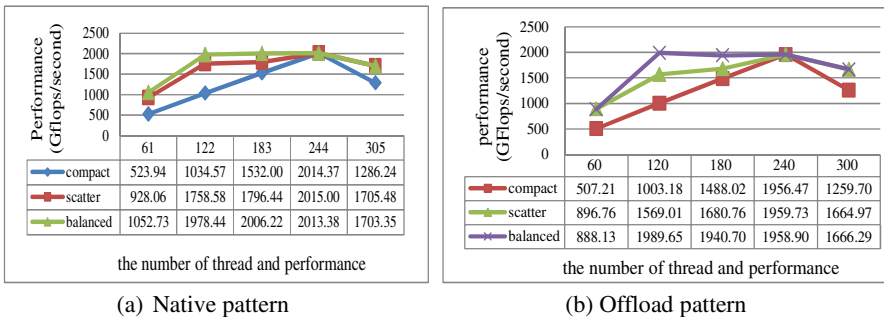 Performance
(Gflops/second)
2500
2000
1500
1000
500
0
61 122 183 244 305
compact 523.94 1034.57 1532.00 2014.37 1286.24
scatter 928.06 1758.58 1796.44 2015.00 1705.48
balanced 1052.73 1978.44 2006.22 2013.38 1703.35
the number of thread and performance
(a) Native pattern
performance
(GFlops/second)
2500
2000
1500
1000
500
0
60 120 180 240 300
compact 507.21 1003.18 1488.02 1956.47 1259.70
scatter 896.76 1569.01 1680.76 1959.73 1664.97
balanced 888.13 1989.65 1940.70 1958.90 1666.29
the number of thread and performance
(b) Offload pattern